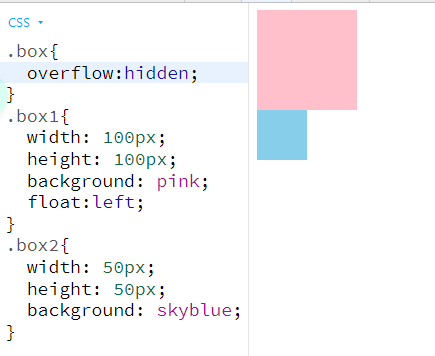 CSS
.box{
overflow:hidden;
}
.box1{
width: 100px;
height: 100px;
background: pink;
float:left;
}
.box2{
width: 50px;
height: 50px;
background: skyblue;
}